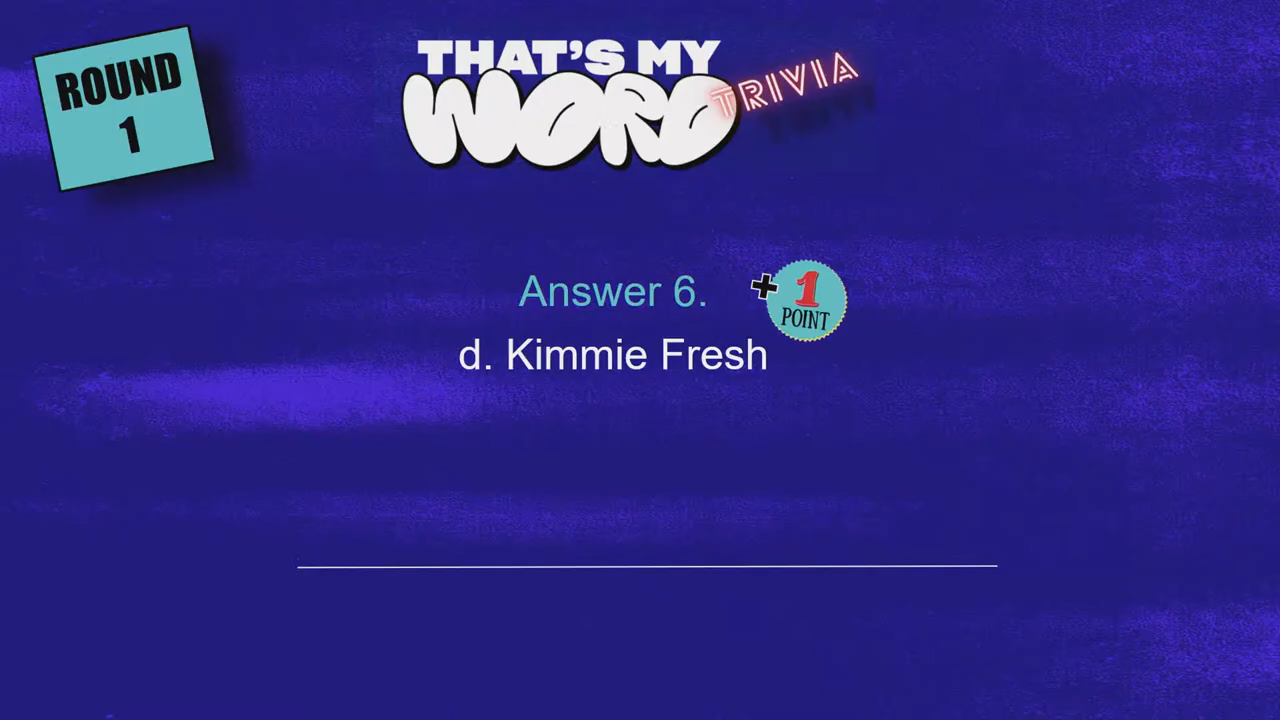 ROUND
1
THAT'S MY
WORD
TRIVIA
Answer 6.
+ 1
POINT
d. Kimmie Fresh